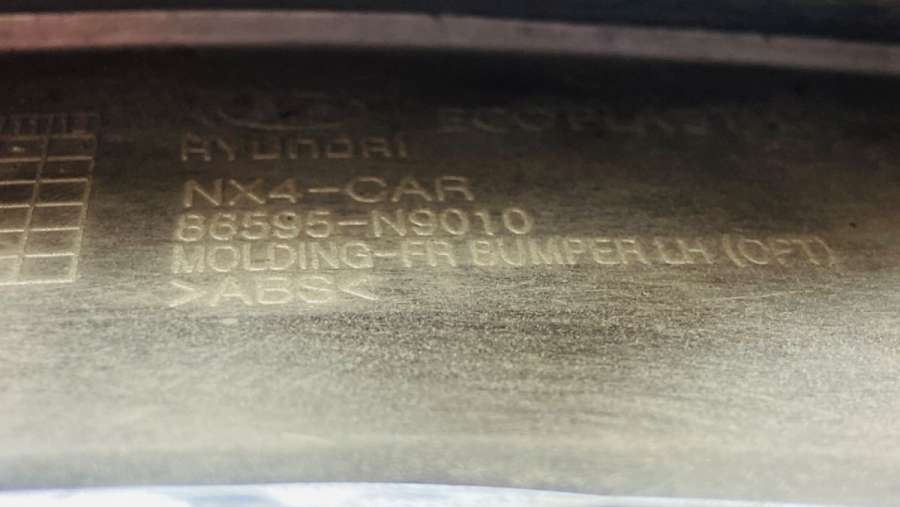 HYUNDAI
NX4-CAR
86595-N9010
MOLDING-FR BUMPER LH (OPT)
>ABS<